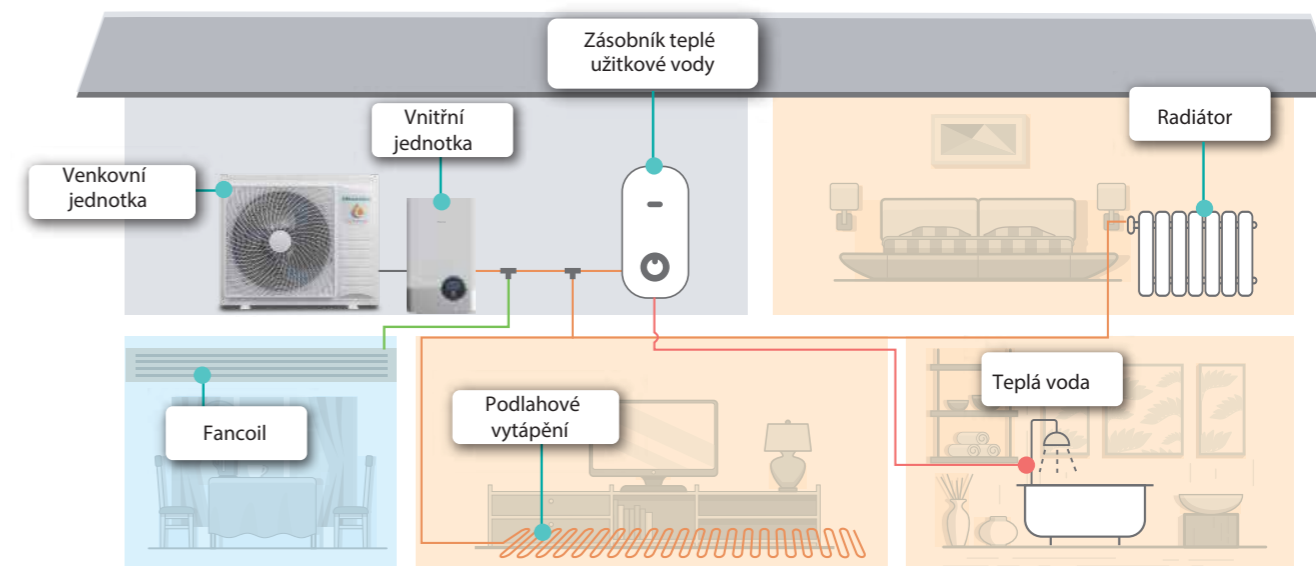 Zásobník teplé
užitkové vody
Vnitřní
jednotka
Radiátor
Venkovní
jednotka
Teplá voda
Podlahové
vytápění
Fancoil